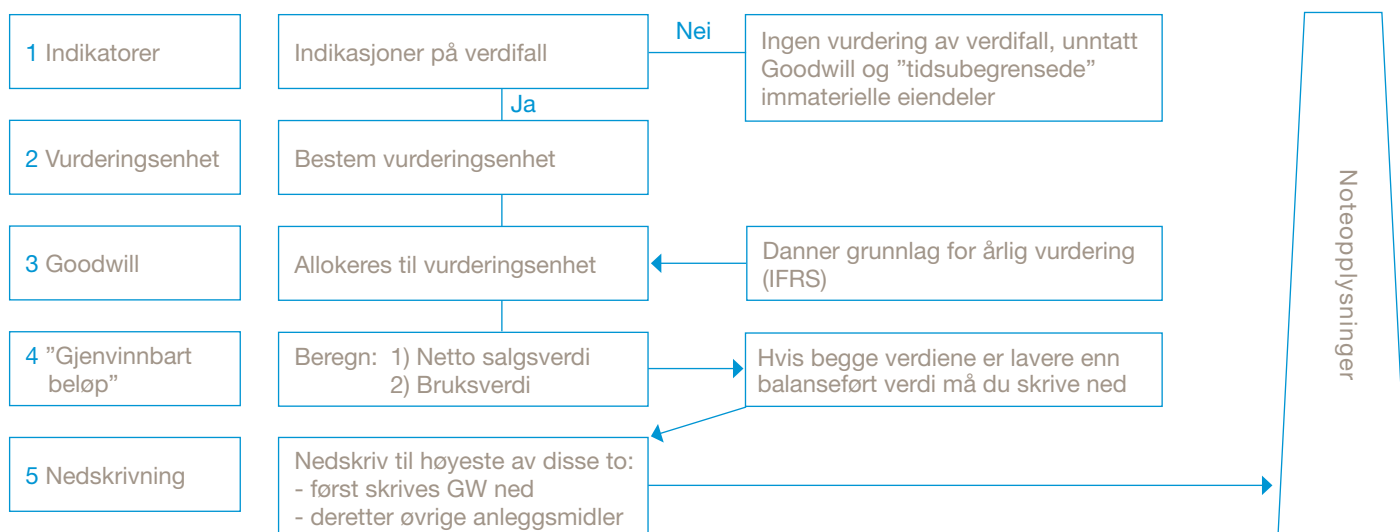 1 Indikatorer
Indikasjoner på verdifall
Nei
Ingen vurdering av verdifall, unntatt
Goodwill og ”tidsubegrensede”
immaterielle eiendeler
Ja
2 Vurderingsenhet
Bestem vurderingsenhet
3 Goodwill
Allokeres til vurderingsenhet
Danner grunnlag for årlig vurdering
(IFRS)
4 ”Gjenvinnbart
beløp”
Beregn: 1) Netto salgsverdi
2) Bruksverdi
Hvis begge verdiene er lavere enn
balanseført verdi må du skrive ned
5 Nedskrivning
Nedskriv til høyeste av disse to:
- først skrives GW ned
- deretter øvrige anleggsmidler
Noteopplysninger